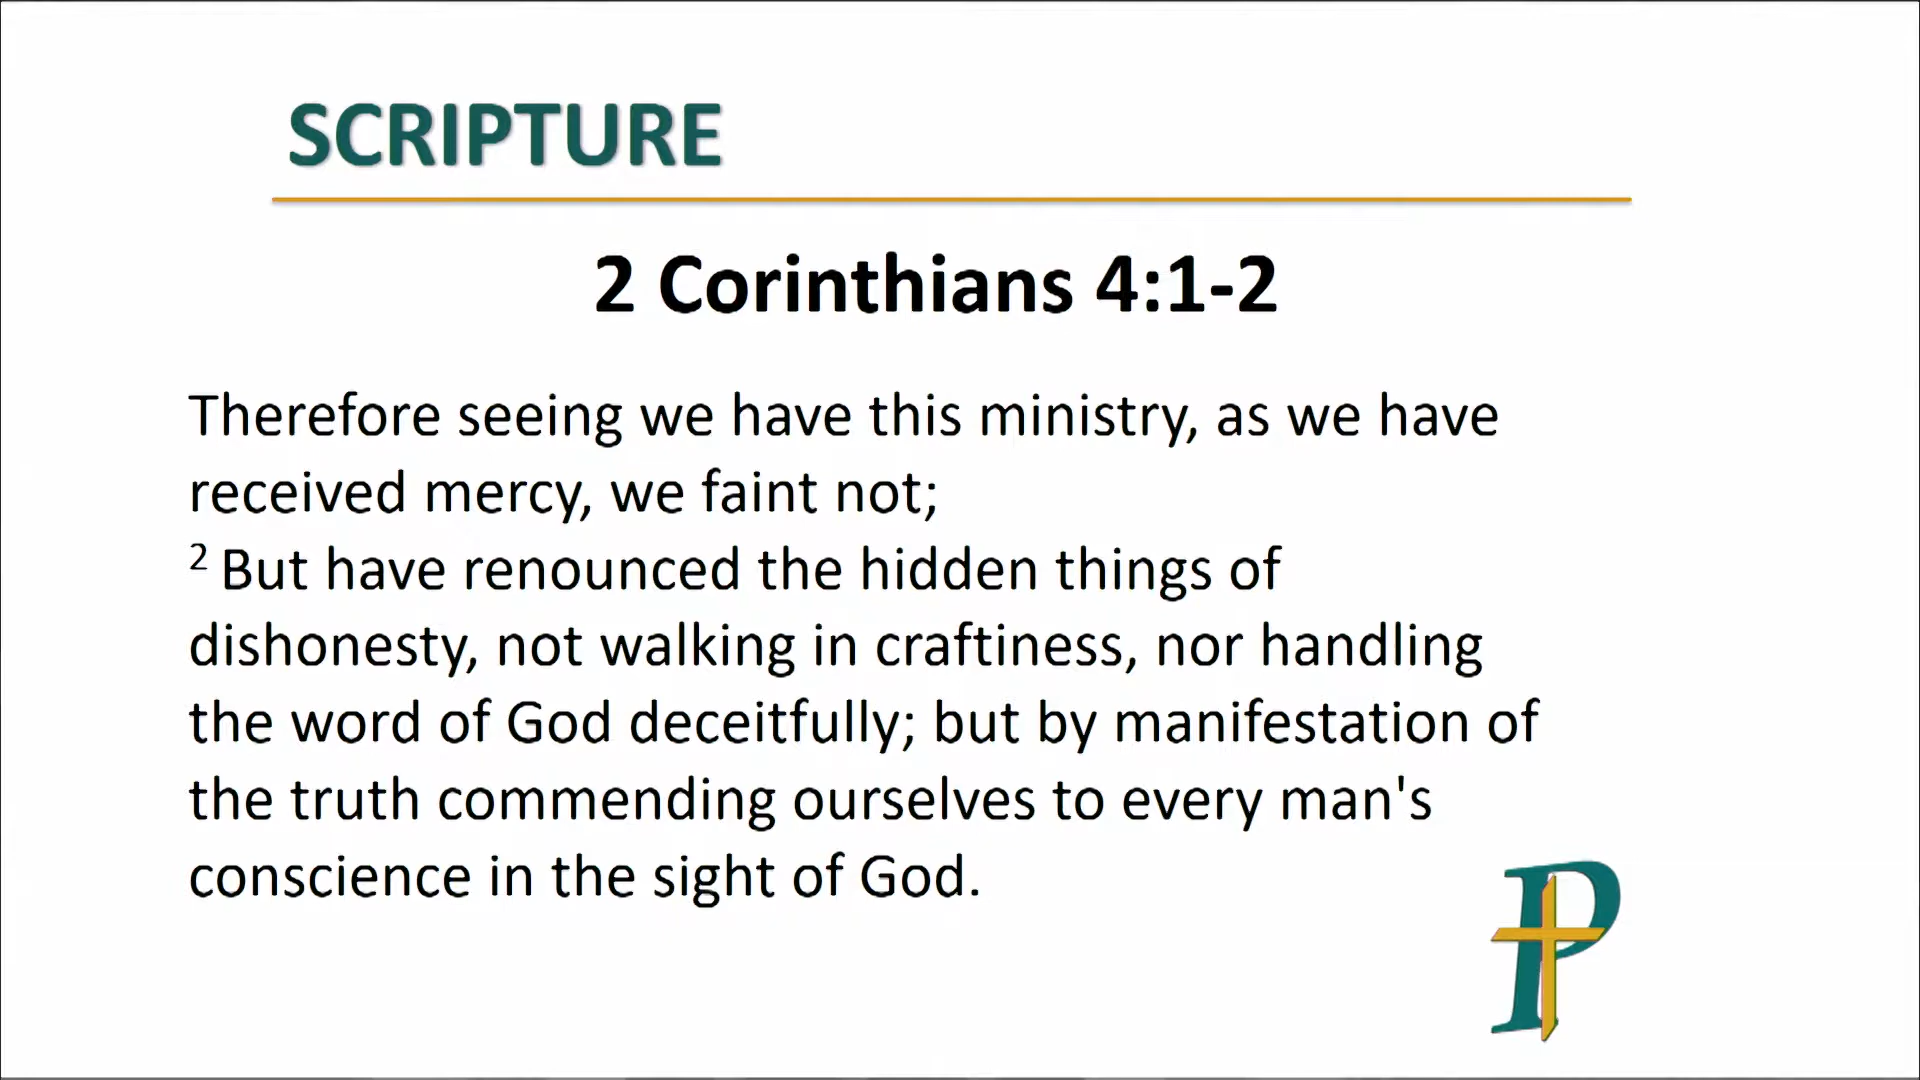 SCRIPTURE
2 Corinthians 4:1-2
Therefore seeing we have this ministry, as we have
received mercy, we faint not;
2 But have renounced the hidden things of
dishonesty, not walking in craftiness, nor handling
the word of God deceitfully; but by manifestation of
the truth commending ourselves to every man's
conscience in the sight of God.
P